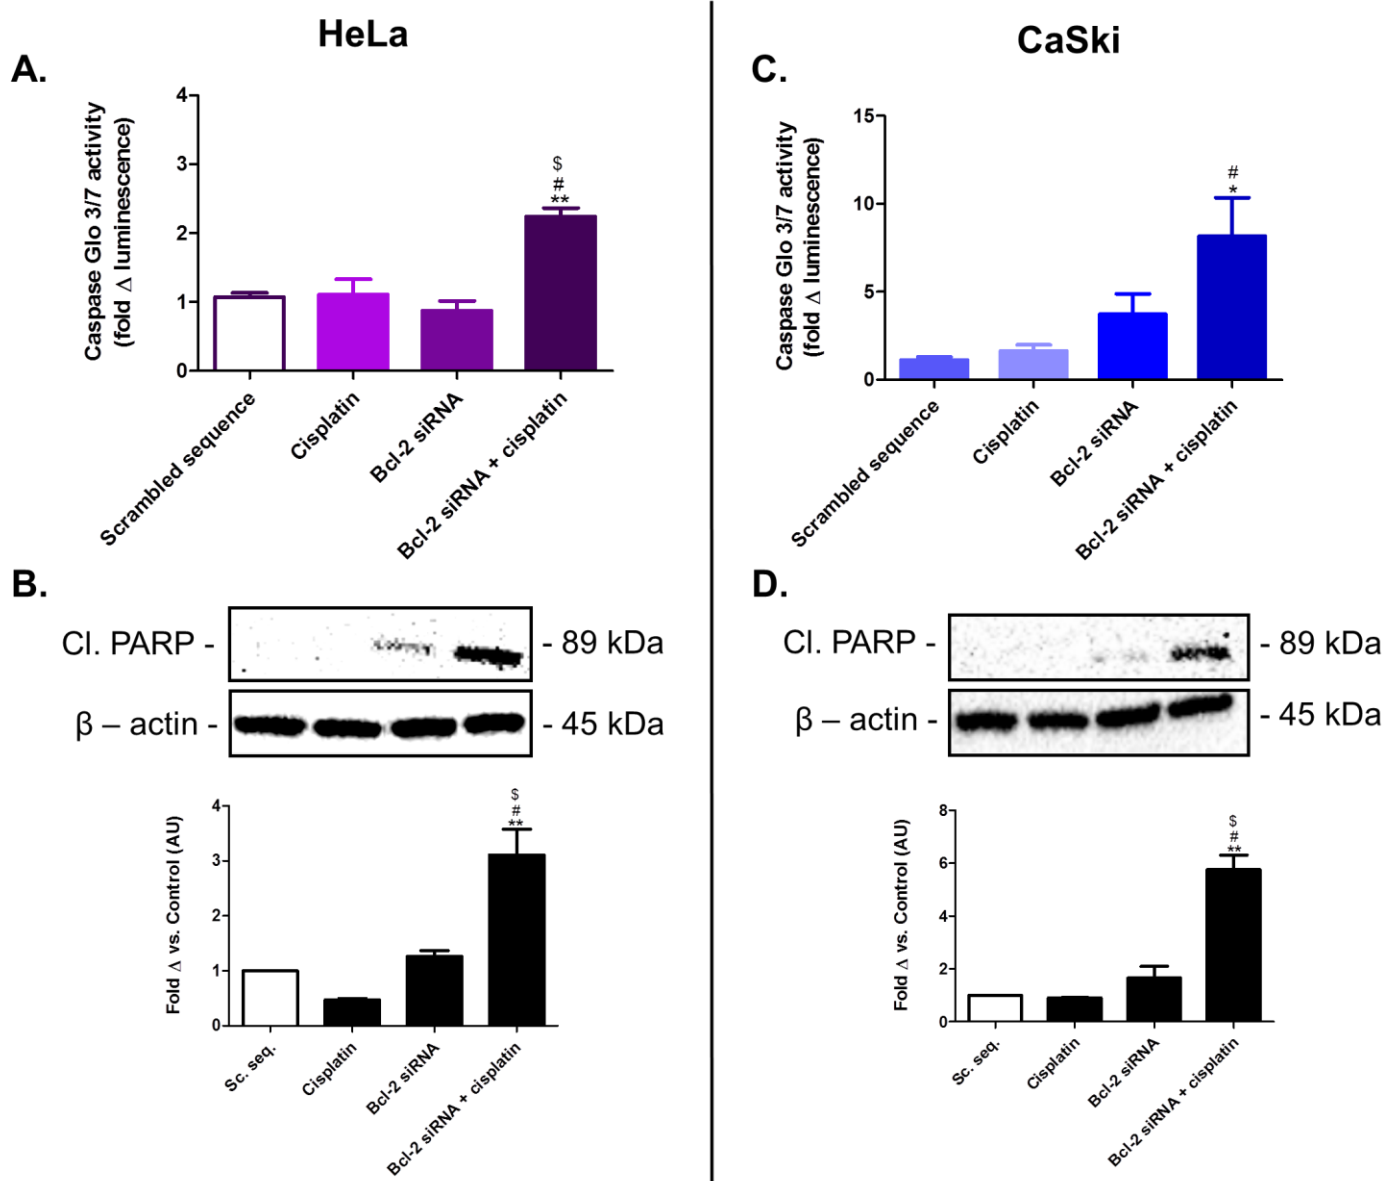 HeLa
A.
Caspase Glo 3/7 activity
(fold Δ luminescence)
4
3
2
1
0
$
#
**
Scrambled sequence
Cisplatin
Bcl-2 siRNA
Bcl-2 siRNA + cisplatin
B.
Cl. PARP -
- 89 kDa
β – actin -
- 45 kDa
Fold Δ vs. Control (AU)
4
3
2
1
0
$
#
**
Sc. seq.
Cisplatin
Bcl-2 siRNA
Bcl-2 siRNA + cisplatin
CaSki
C.
Caspase Glo 3/7 activity
(fold Δ luminescence)
15
10
5
0
#
*
Scrambled sequence
Cisplatin
Bcl-2 siRNA
Bcl-2 siRNA + cisplatin
D.
Cl. PARP -
- 89 kDa
β – actin -
- 45 kDa
Fold Δ vs. Control (AU)
8
6
4
2
0
$
#
**
Sc. seq.
Cisplatin
Bcl-2 siRNA
Bcl-2 siRNA + cisplatin